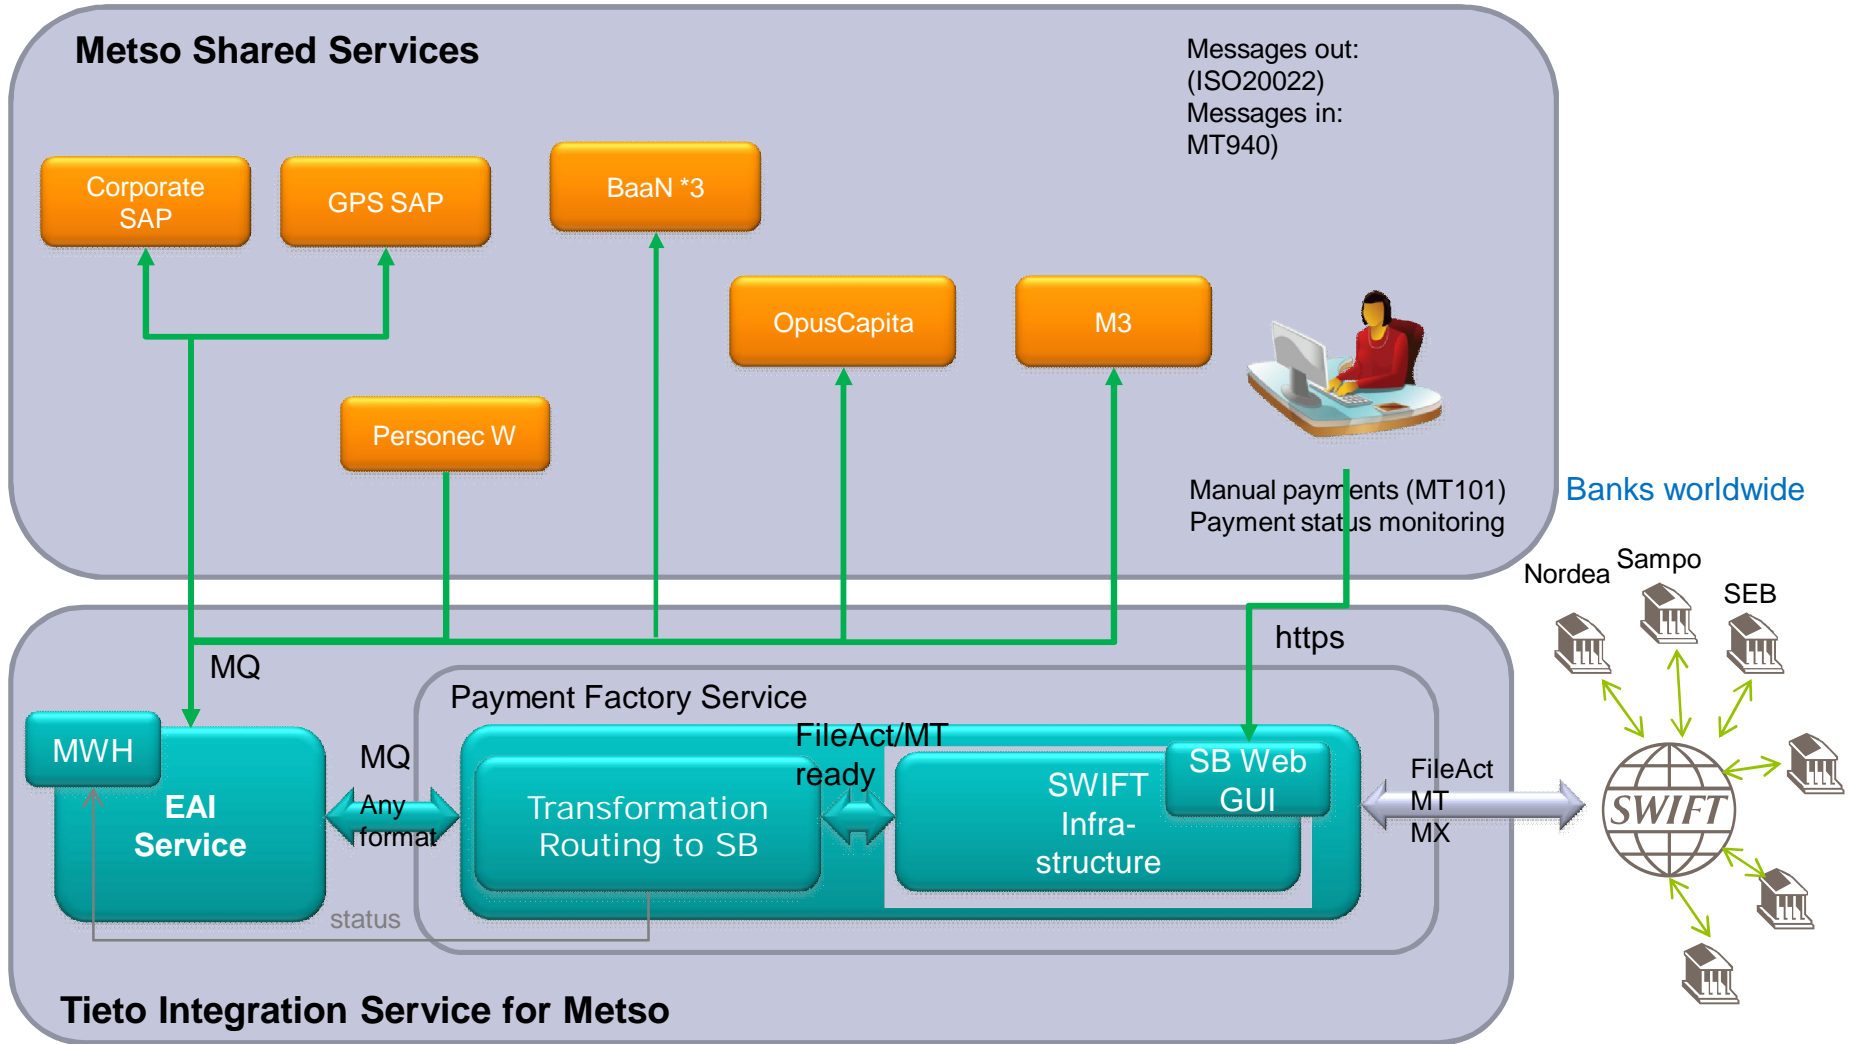 Metso Shared Services
Messages out:
(ISO20022)
Messages in:
MT940)
Corporate
SAP
GPS SAP
BaaN *3
OpusCapita
M3
Personec W
Manual payments (MT101)
Payment status monitoring
Banks worldwide
Nordea
Sampo
SEB
MQ
https
Payment Factory Service
MWH
EAI
Service
MQ
Any
format
FileAct/MT
ready
Transformation
Routing to SB
SWIFT
Infra-
structure
SB Web
GUI
FileAct
MT
MX
SWIFT
status
Tieto Integration Service for Metso